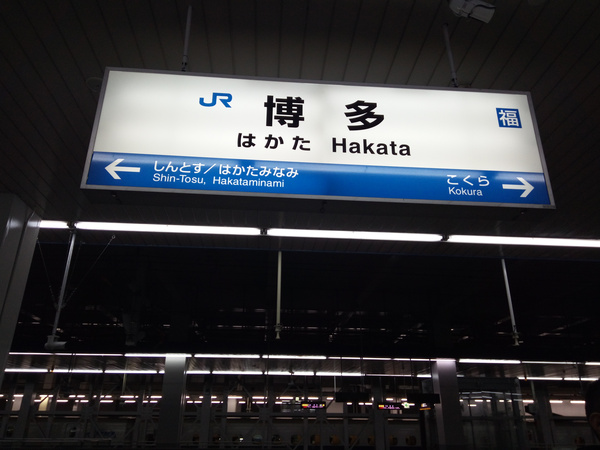 JR 博多 福
はかた Hakata
← しんとす／はかたみなみ
Shin-Tosu, Hakataminami
こくら →
Kokura